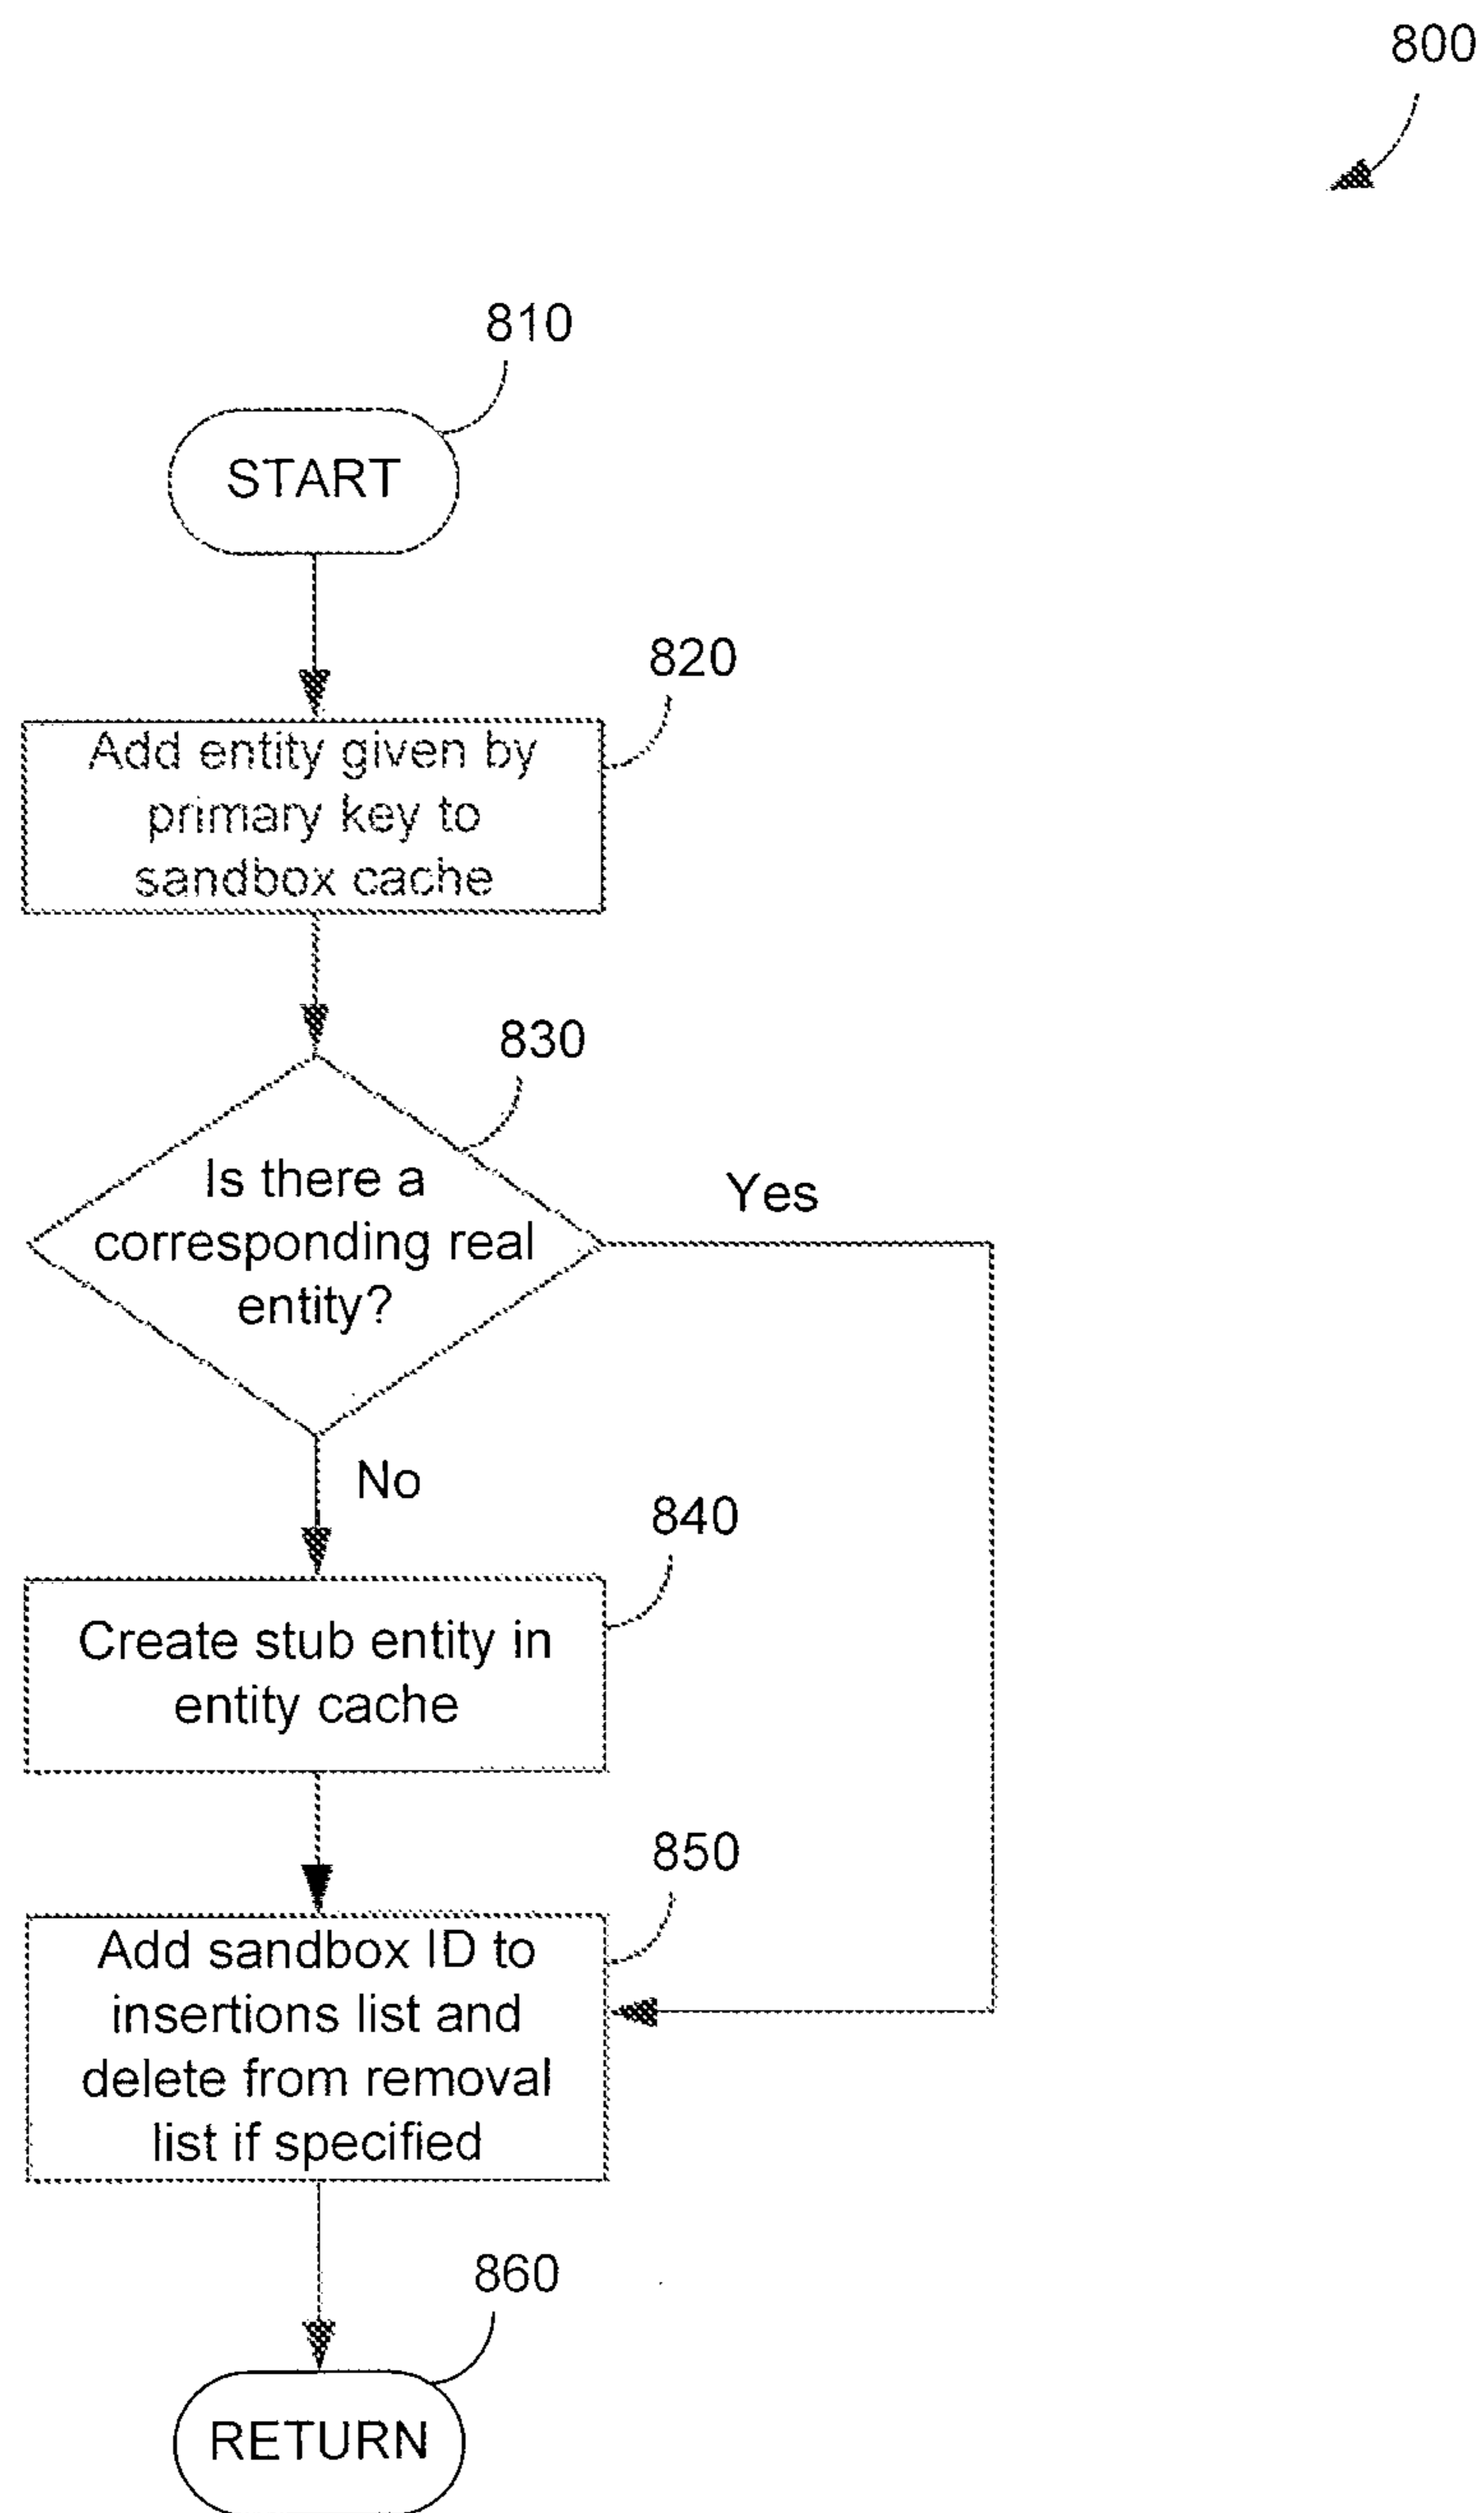 800
810
START
820
Add entity given by
primary key to
sandbox cache
830
Is there a
corresponding real
entity?
Yes
No
840
Create stub entity in
entity cache
850
Add sandbox ID to
insertions list and
delete from removal
list if specified
860
RETURN